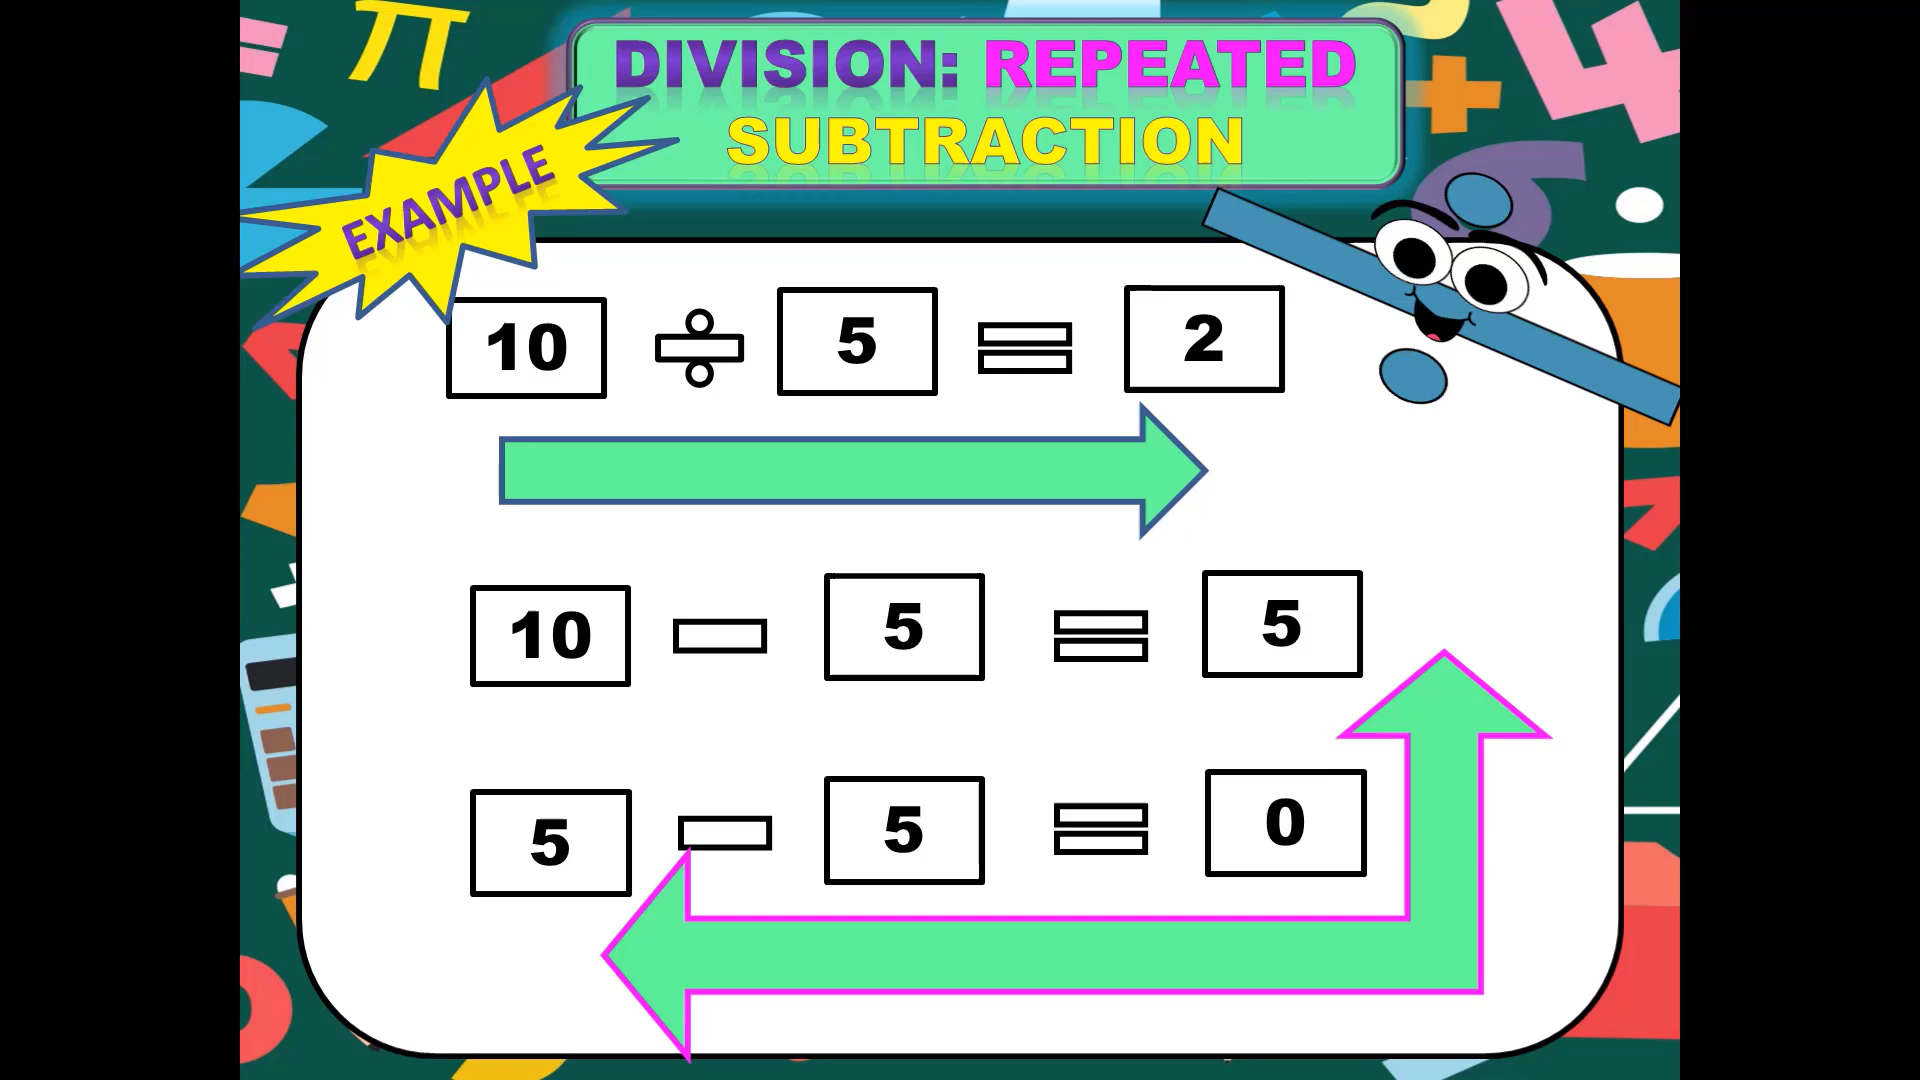 DIVISION: REPEATED
SUBTRACTION
EXAMPLE
10 ÷ 5 = 2
10 - 5 = 5
5 - 5 = 0